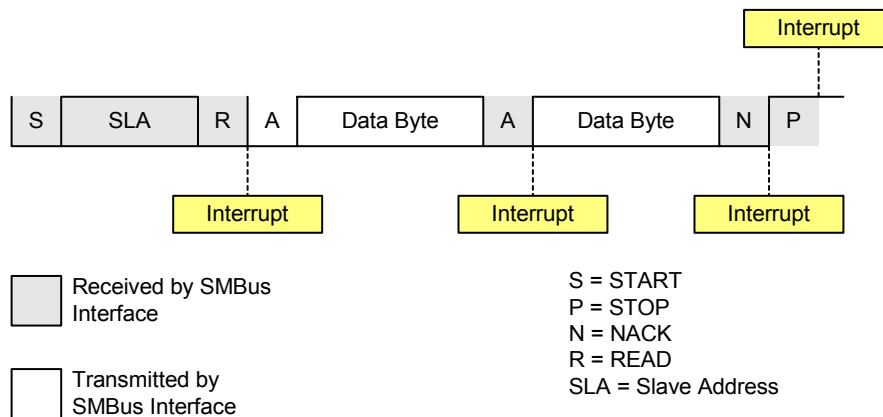 Interrupt
S SLA R A Data Byte A Data Byte N P
Interrupt Interrupt Interrupt
Received by SMBus
Interface
Transmitted by
SMBus Interface
S = START
P = STOP
N = NACK
R = READ
SLA = Slave Address